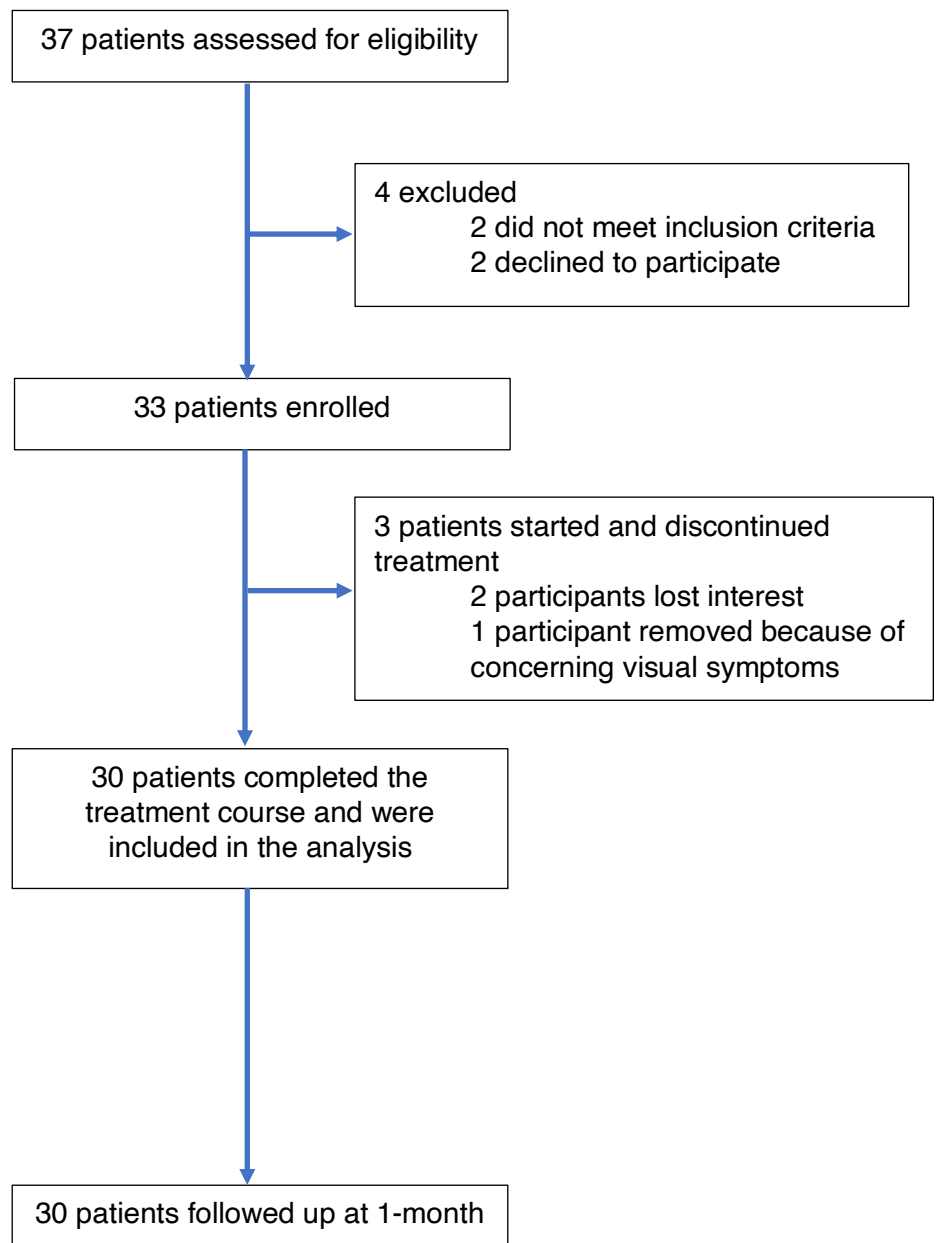 37 patients assessed for eligibility
4 excluded
2 did not meet inclusion criteria
2 declined to participate
33 patients enrolled
3 patients started and discontinued
treatment
2 participants lost interest
1 participant removed because of
concerning visual symptoms
30 patients completed the
treatment course and were
included in the analysis
30 patients followed up at 1-month